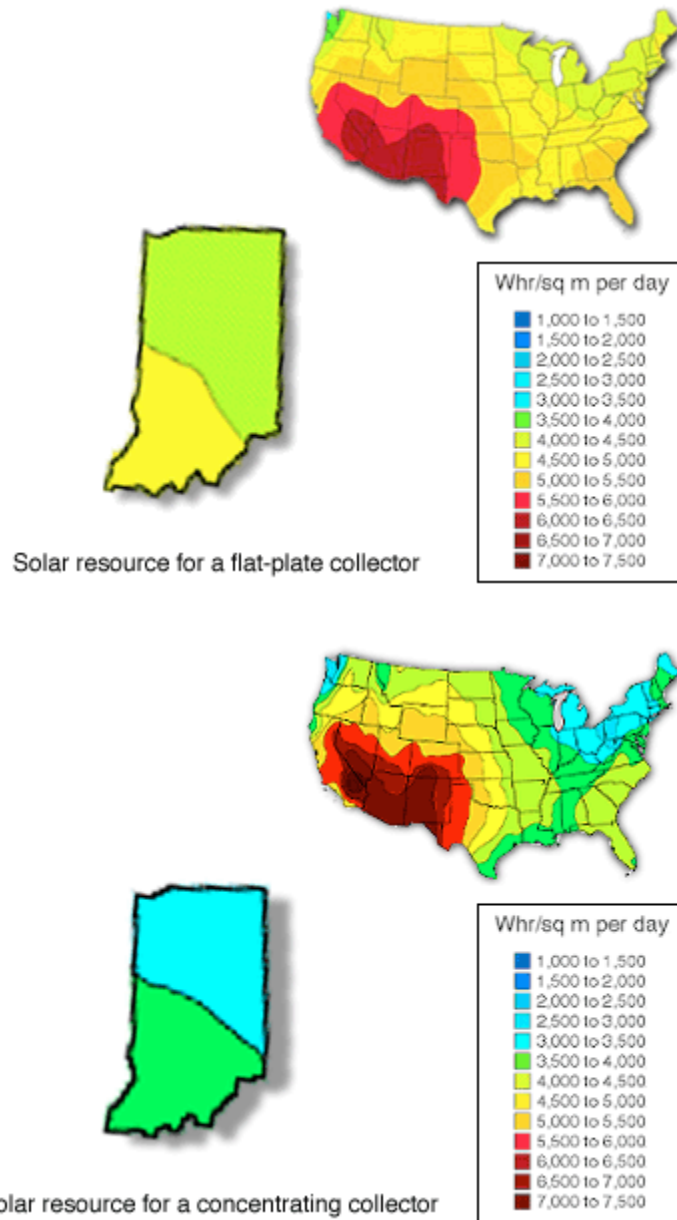 Whr/sq m per day
1,000 to 1,500
1,500 to 2,000
2,000 to 2,500
2,500 to 3,000
3,000 to 3,500
3,500 to 4,000
4,000 to 4,500
4,500 to 5,000
5,000 to 5,500
5,500 to 6,000
6,000 to 6,500
6,500 to 7,000
7,000 to 7,500
Solar resource for a flat-plate collector
Whr/sq m per day
1,000 to 1,500
1,500 to 2,000
2,000 to 2,500
2,500 to 3,000
3,000 to 3,500
3,500 to 4,000
4,000 to 4,500
4,500 to 5,000
5,000 to 5,500
5,500 to 6,000
6,000 to 6,500
6,500 to 7,000
7,000 to 7,500
olar resource for a concentrating collector